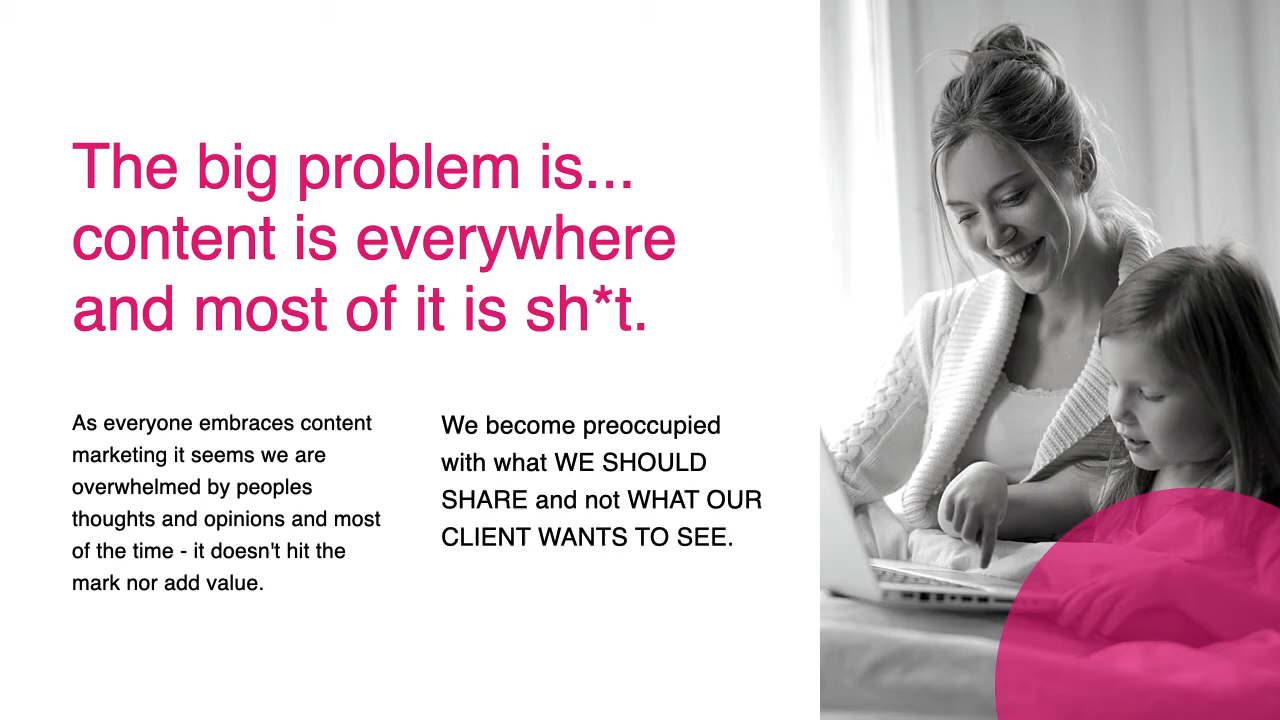 The big problem is...
content is everywhere
and most of it is sh*t.
As everyone embraces content
marketing it seems we are
overwhelmed by peoples
thoughts and opinions and most
of the time - it doesn't hit the
mark nor add value.
We become preoccupied
with what WE SHOULD
SHARE and not WHAT OUR
CLIENT WANTS TO SEE.